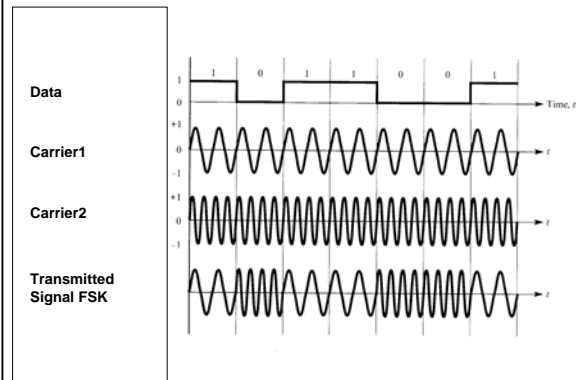 1 0 1 1 0 0 1
Data
1
0
Time, t
+1
Carrier1
0
t
−1
+1
Carrier2
0
t
−1
Transmitted
Signal FSK
t